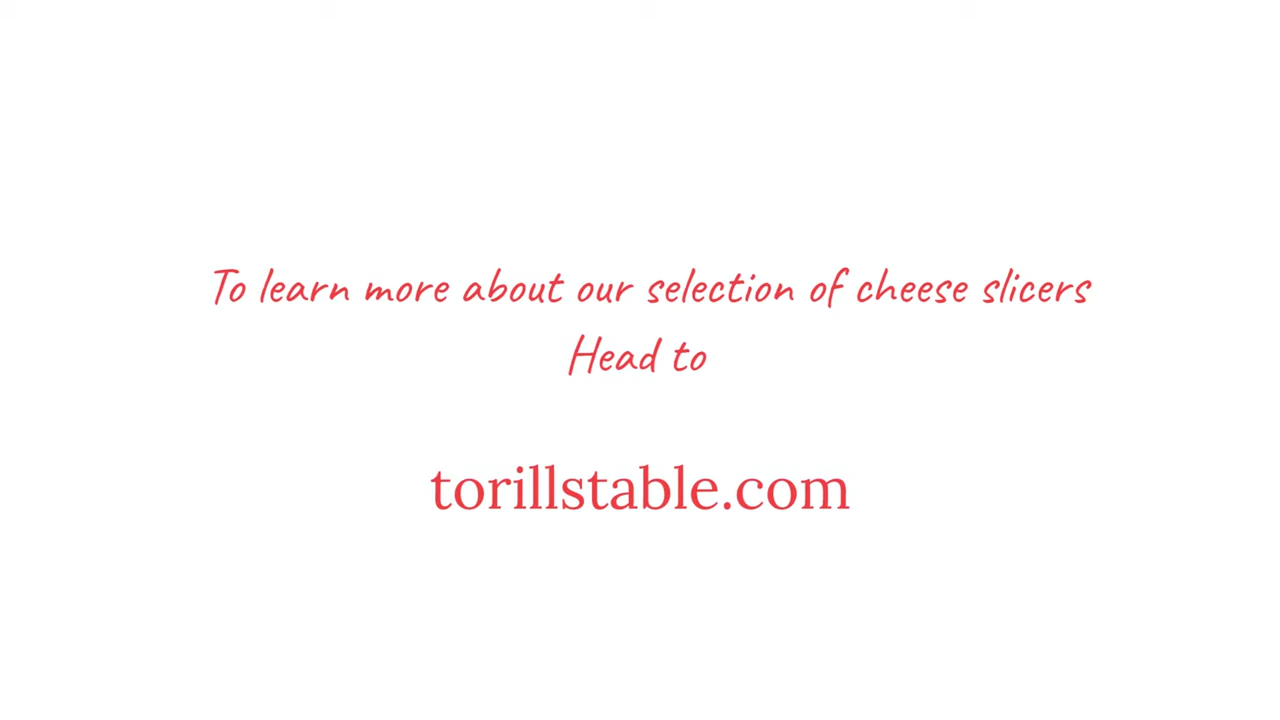 To learn more about our selection of cheese slicers
Head to
torillstable.com